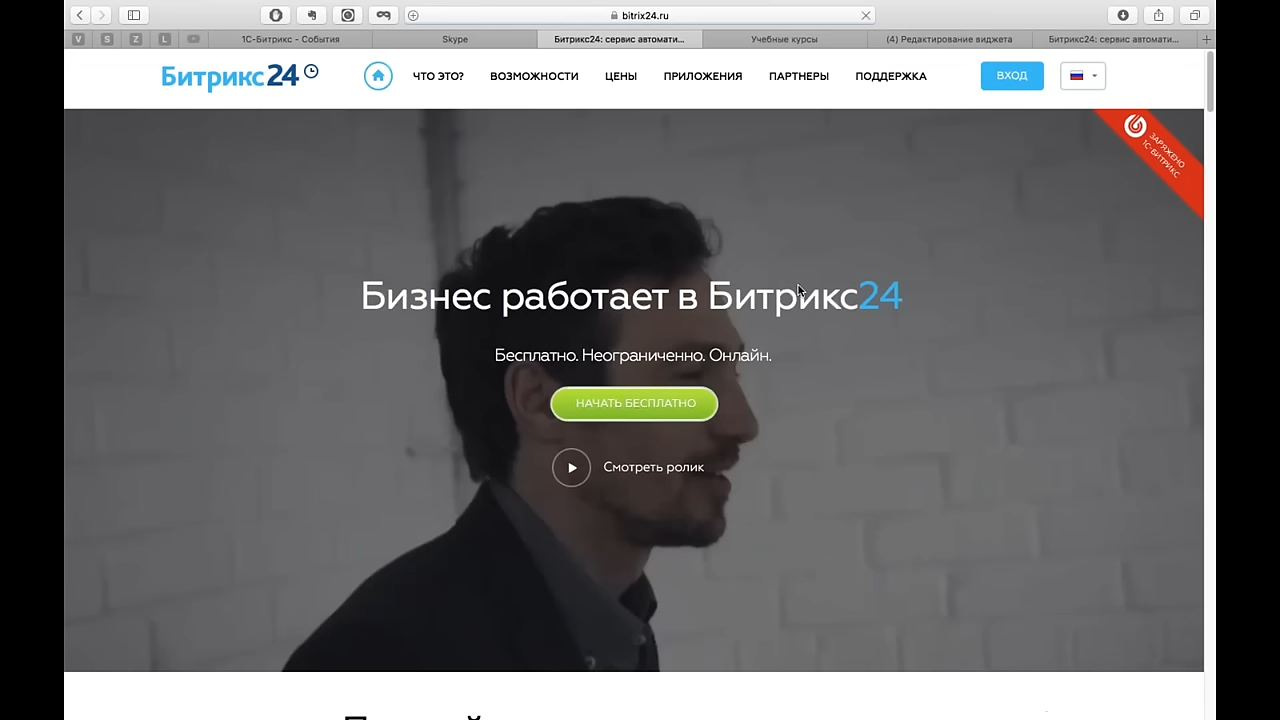 bitrix24.ru
V S Z L 1С-Битрикс - События Skype Битрикс24: сервис автомати... Учебные курсы (4) Редактирование виджета Битрикс24: сервис автомати...
Битрикс24 ЧТО ЭТО? ВОЗМОЖНОСТИ ЦЕНЫ ПРИЛОЖЕНИЯ ПАРТНЕРЫ ПОДДЕРЖКА ВХОД
ЗАРЯЖЕНО
1С-БИТРИКС
Бизнес работает в Битрикс24
Бесплатно. Неограниченно. Онлайн.
НАЧАТЬ БЕСПЛАТНО
Смотреть ролик